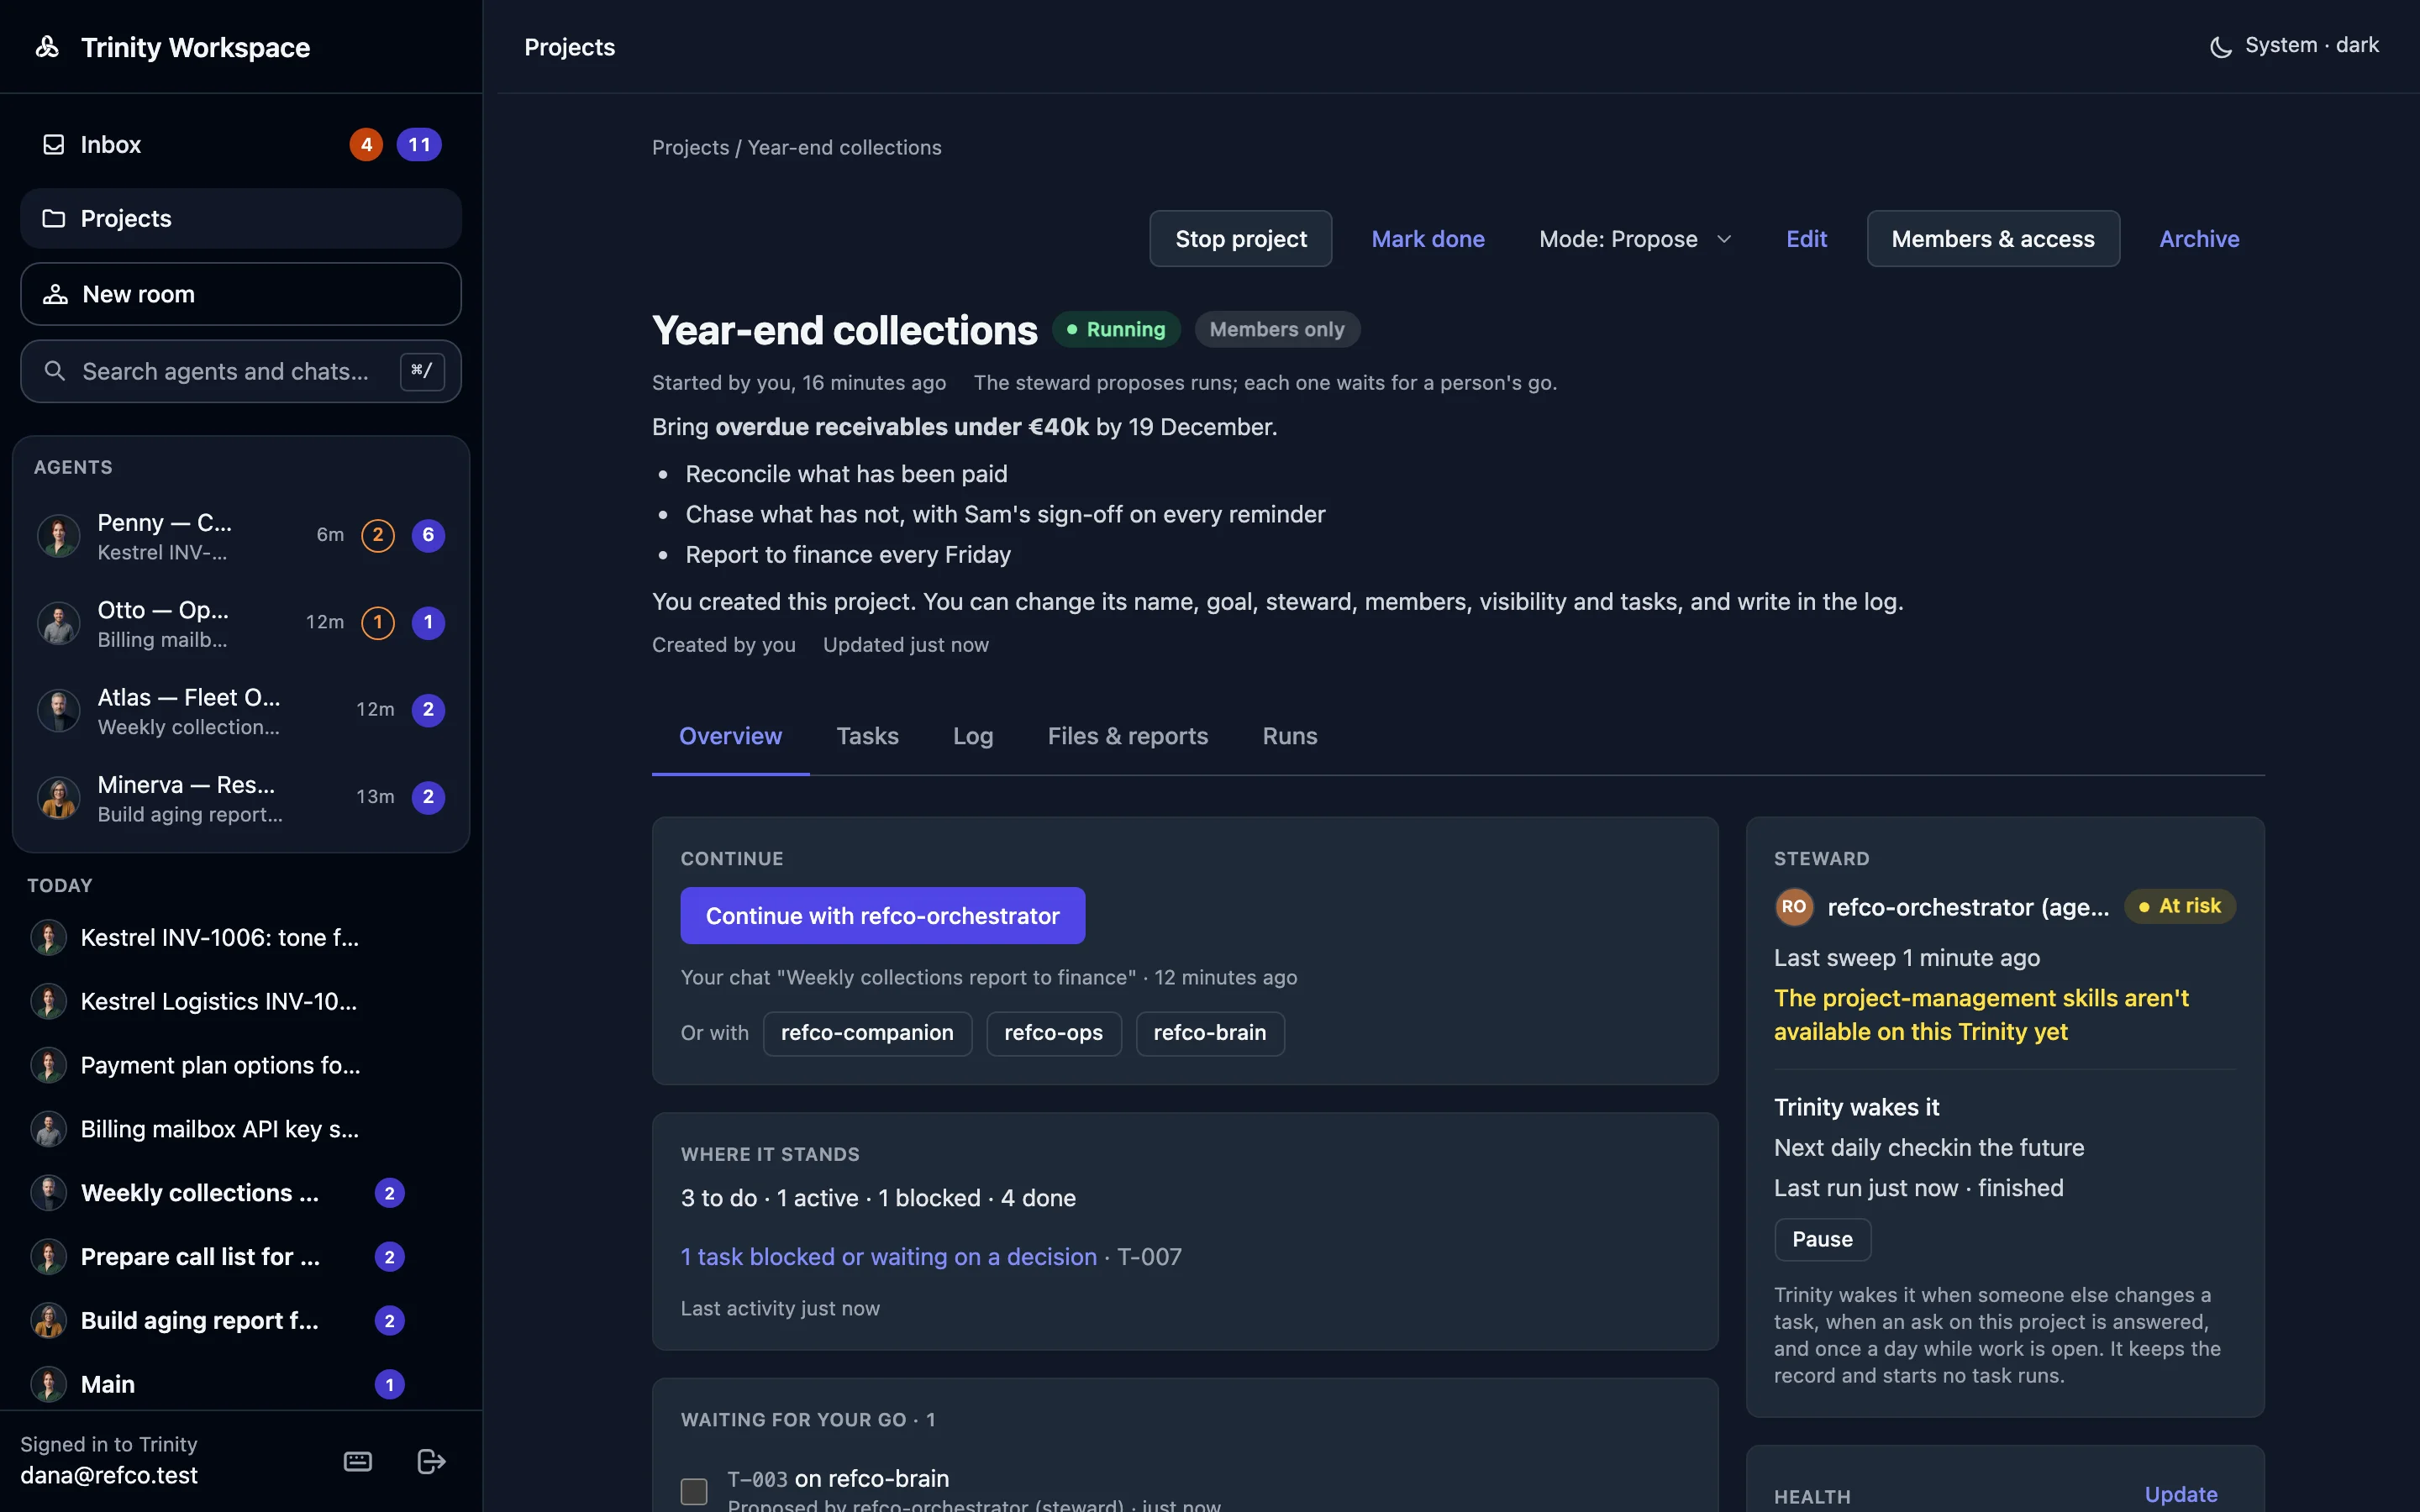 Trinity Workspace
Inbox 4 11
Projects
New room
Search agents and chats... ⌘/
AGENTS
Penny — C... 6m 2 6
Kestrel INV-...
Otto — Op... 12m 1 1
Billing mailb...
Atlas — Fleet O... 12m 2
Weekly collection...
Minerva — Res... 13m 2
Build aging report...
TODAY
Kestrel INV-1006: tone f...
Kestrel Logistics INV-10...
Payment plan options fo...
Billing mailbox API key s...
Weekly collections ... 2
Prepare call list for ... 2
Build aging report f... 2
Main 1
Signed in to Trinity
dana@refco.test
Projects
System · dark
Projects / Year-end collections
Stop project Mark done Mode: Propose Edit Members & access Archive
Year-end collections Running Members only
Started by you, 16 minutes ago The steward proposes runs; each one waits for a person's go.
Bring overdue receivables under €40k by 19 December.
• Reconcile what has been paid
• Chase what has not, with Sam's sign-off on every reminder
• Report to finance every Friday
You created this project. You can change its name, goal, steward, members, visibility and tasks, and write in the log.
Created by you Updated just now
Overview Tasks Log Files & reports Runs
CONTINUE
Continue with refco-orchestrator
Your chat "Weekly collections report to finance" · 12 minutes ago
Or with refco-companion refco-ops refco-brain
WHERE IT STANDS
3 to do · 1 active · 1 blocked · 4 done
1 task blocked or waiting on a decision · T-007
Last activity just now
WAITING FOR YOUR GO · 1
T-003 on refco-brain
Proposed by refco-orchestrator (steward) · just now
STEWARD
RO refco-orchestrator (age... At risk
Last sweep 1 minute ago
The project-management skills aren't
available on this Trinity yet
Trinity wakes it
Next daily checkin the future
Last run just now · finished
Pause
Trinity wakes it when someone else changes a
task, when an ask on this project is answered,
and once a day while work is open. It keeps the
record and starts no task runs.
HEALTH Update